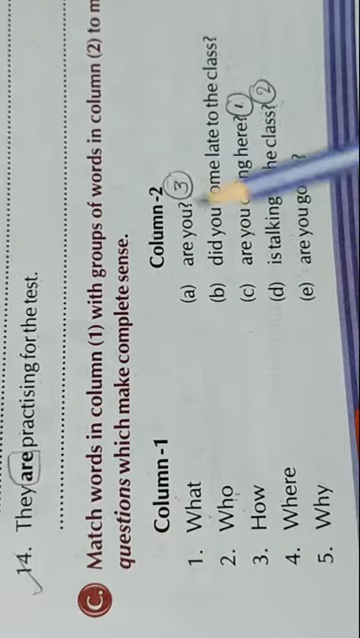 14. They are practising for the test.
C. Match words in column (1) with groups of words in column (2) to
questions which make complete sense.
Column-1 Column-2
1. What (a) are you? 3
2. Who (b) did you ome late to the class?
3. How (c) are you ng here? 1
4. Where (d) is talking he class? 2
5. Why (e) are you go ?